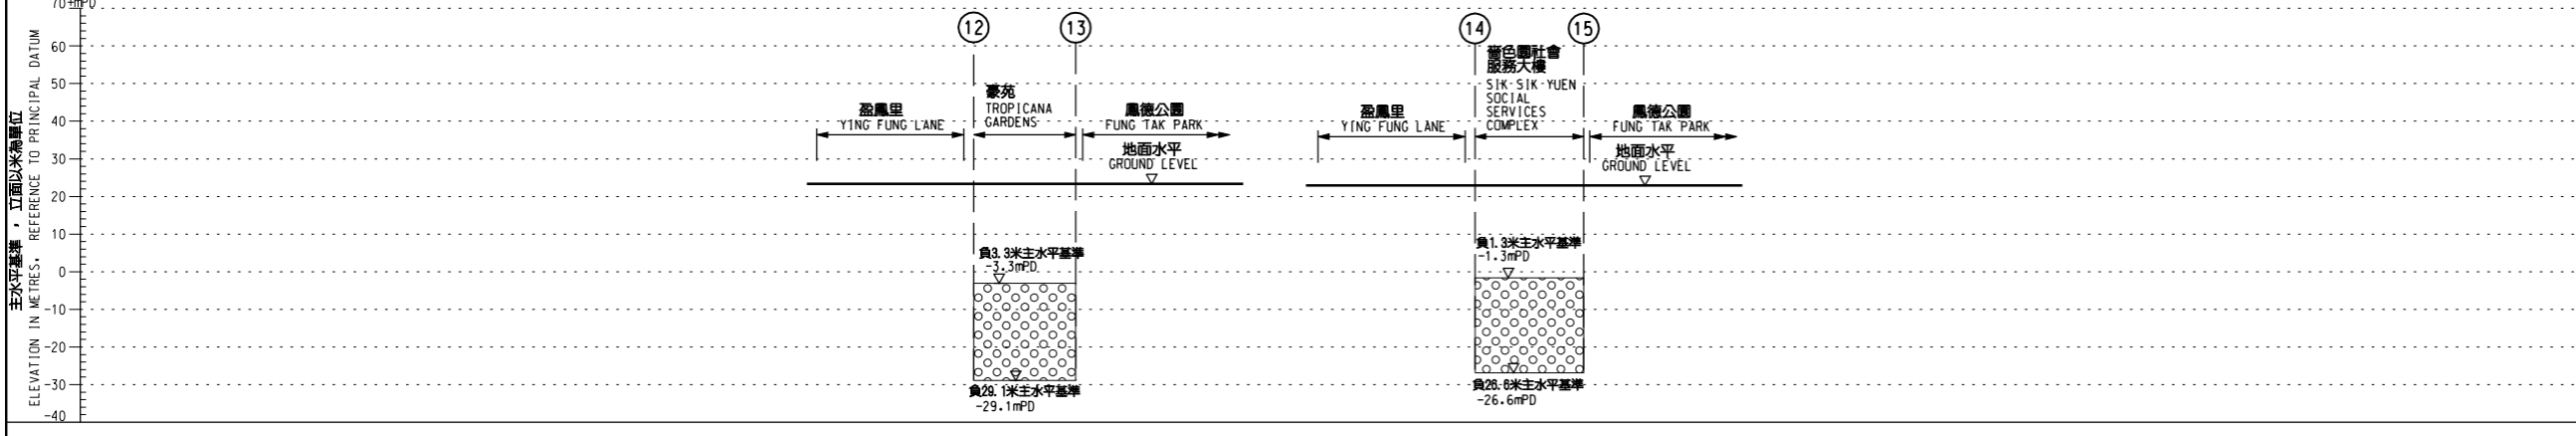 主水平基準，立面以米為單位
ELEVATION IN METRES, REFERENCE TO PRINCIPAL DATUM
70+mPD
60
50
40
30
20
10
0
-10
-20
-30
-40
12
13
盈鳳里
YING FUNG LANE
豪苑
TROPICANA
GARDENS
鳳德公園
FUNG TAK PARK
地面水平
GROUND LEVEL
負3.3米主水平基準
-3.3mPD
負29.1米主水平基準
-29.1mPD
14
15
盈鳳里
YING FUNG LANE
嗇色園社會
服務大樓
SIK SIK YUEN
SOCIAL
SERVICES
COMPLEX
鳳德公園
FUNG TAK PARK
地面水平
GROUND LEVEL
負1.3米主水平基準
-1.3mPD
負26.6米主水平基準
-26.6mPD